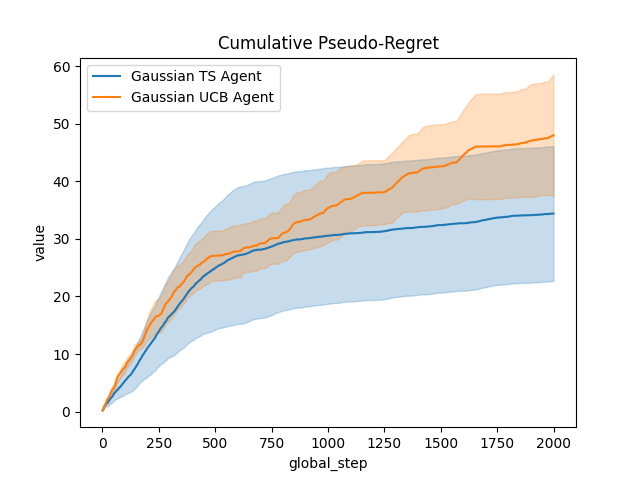 Cumulative Pseudo-Regret
Gaussian TS Agent
Gaussian UCB Agent
60
50
40
30
20
10
0
value
0 250 500 750 1000 1250 1500 1750 2000
global_step